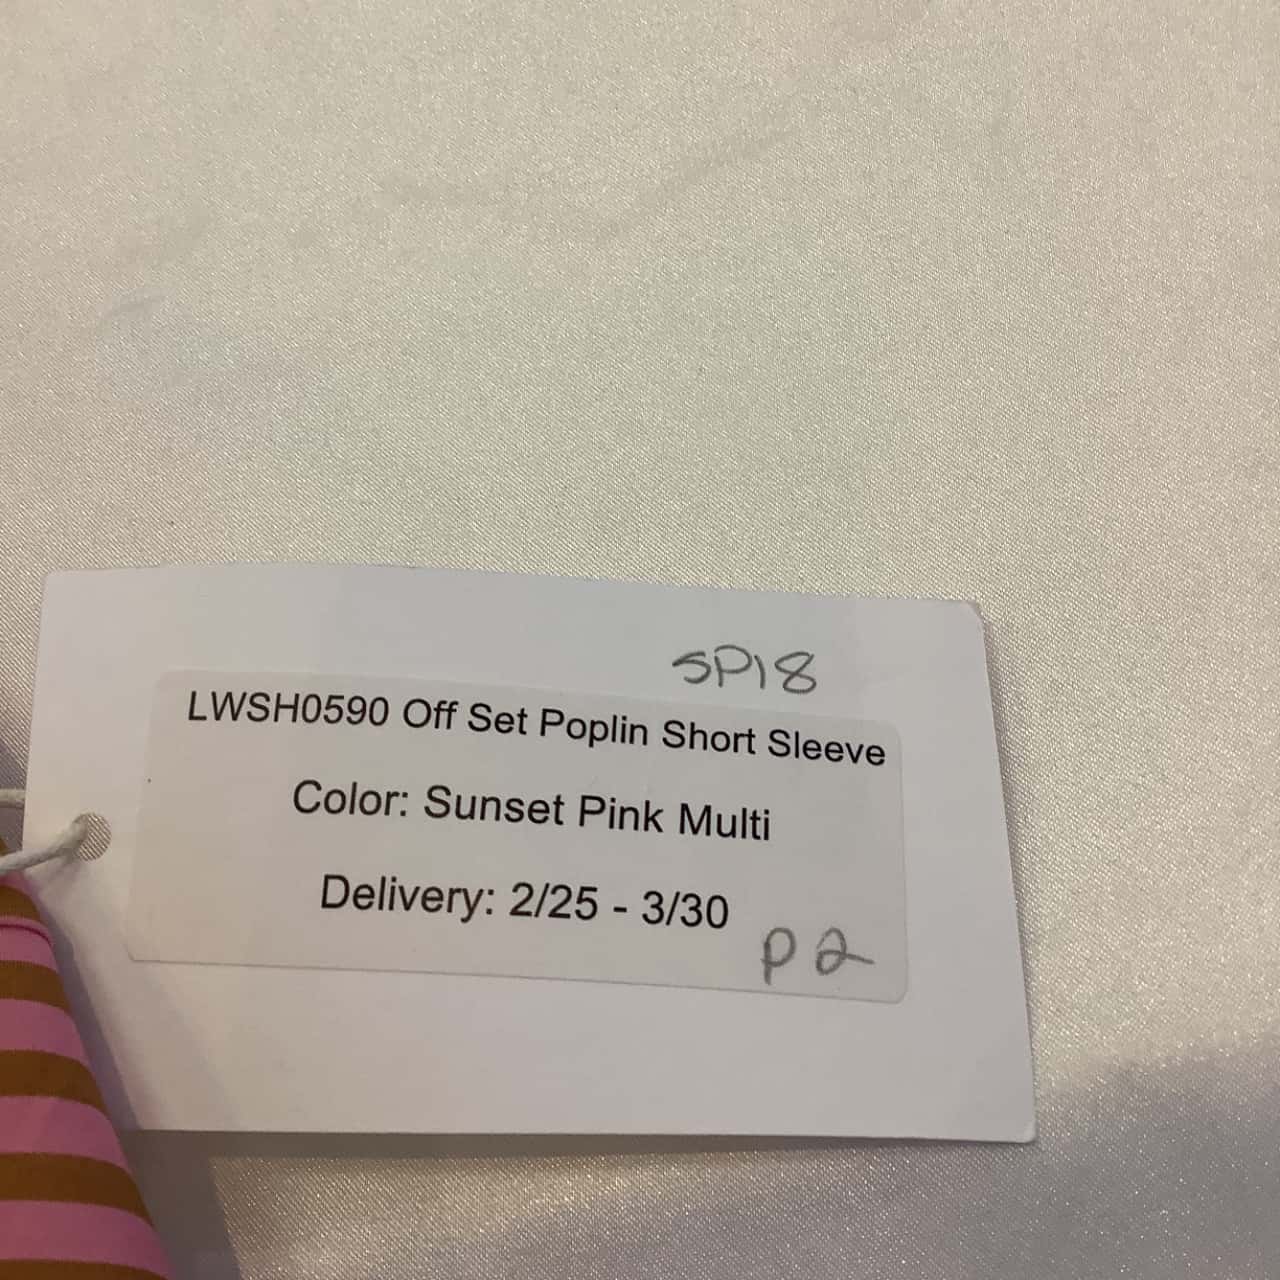 SP18
LWSH0590 Off Set Poplin Short Sleeve
Color: Sunset Pink Multi
Delivery: 2/25 - 3/30
P2